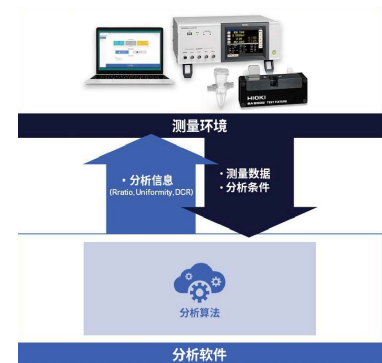 HIOKI
测量环境
・分析信息
(Rratio,Uniformity,DCR)
・测量数据
・分析条件
分析算法
分析软件